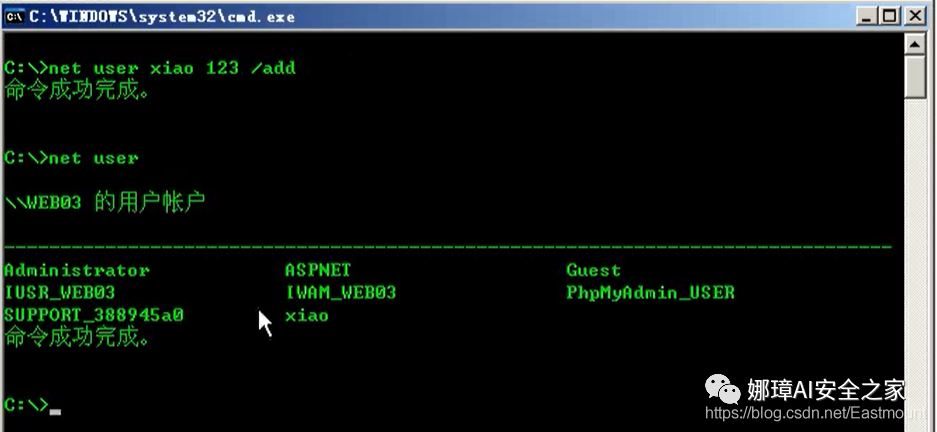 C:\WINDOWS\system32\cmd.exe
C:\>net user xiao 123 /add
命令成功完成。
C:\>net user
\\WEB03 的用户帐户
-------------------------------------------------------------------------------
Administrator ASPNET Guest
IUSR_WEB03 IWAM_WEB03 PhpMyAdmin_USER
SUPPORT_388945a0 xiao
命令成功完成。
C:\>
娜璋AI安全之家
https://blog.csdn.net/Eastmount